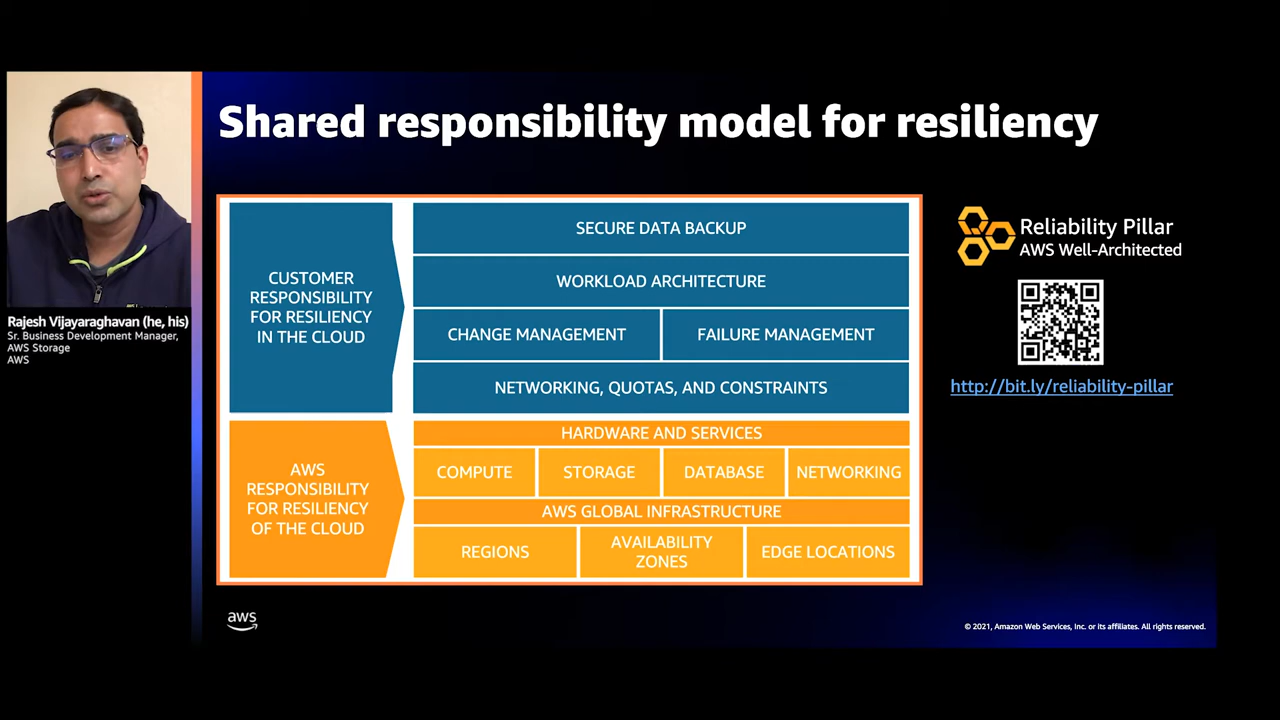 Shared responsibility model for resiliency
Rajesh Vijayaraghavan (he, his)
Sr. Business Development Manager,
AWS Storage
AWS
CUSTOMER
RESPONSIBILITY
FOR RESILIENCY
IN THE CLOUD
SECURE DATA BACKUP
WORKLOAD ARCHITECTURE
CHANGE MANAGEMENT
FAILURE MANAGEMENT
NETWORKING, QUOTAS, AND CONSTRAINTS
AWS
RESPONSIBILITY
FOR RESILIENCY
OF THE CLOUD
HARDWARE AND SERVICES
COMPUTE
STORAGE
DATABASE
NETWORKING
AWS GLOBAL INFRASTRUCTURE
REGIONS
AVAILABILITY
ZONES
EDGE LOCATIONS
Reliability Pillar
AWS Well-Architected
http://bit.ly/reliability-pillar
aws
© 2021, Amazon Web Services, Inc. or its affiliates. All rights reserved.